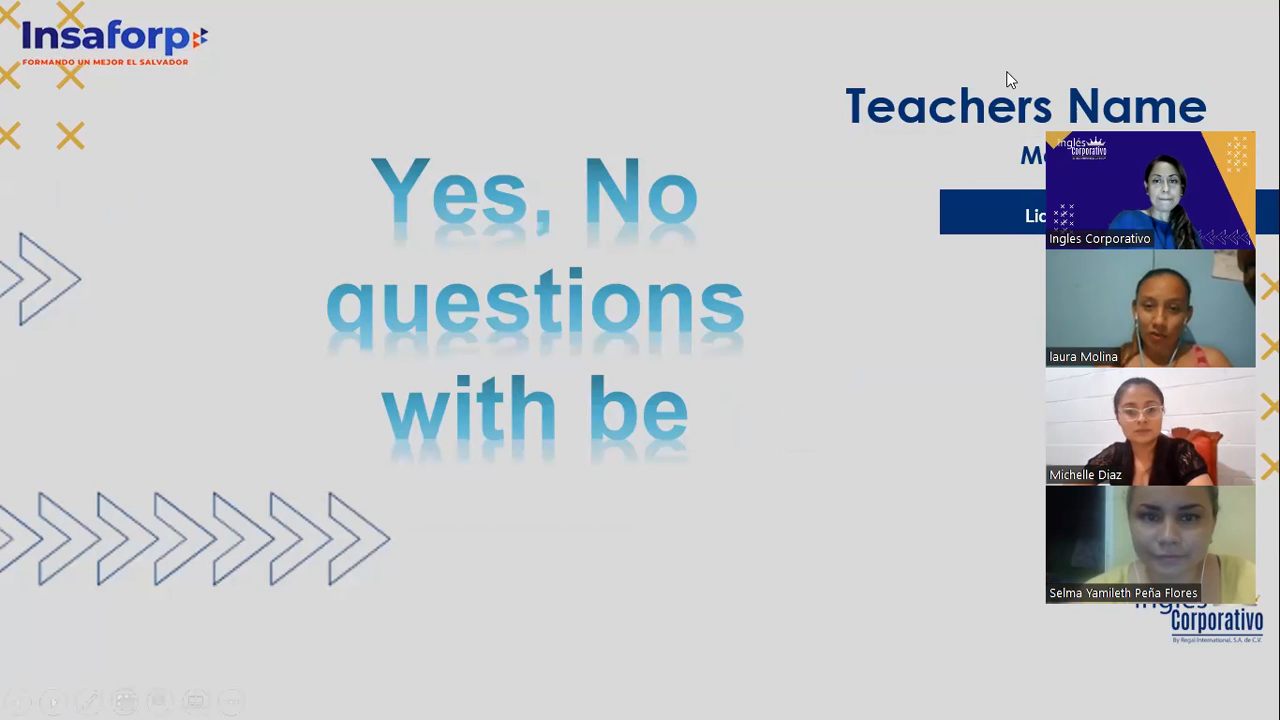 Insaforp
FORMANDO UN MEJOR EL SALVADOR
Teachers Name
Yes, No
questions
with be
Inglés
Corporativo
Ingles Corporativo
laura Molina
Michelle Diaz
Selma Yamileth Peña Flores
Inglés
Corporativo
By Regal International, S.A. de C.V.